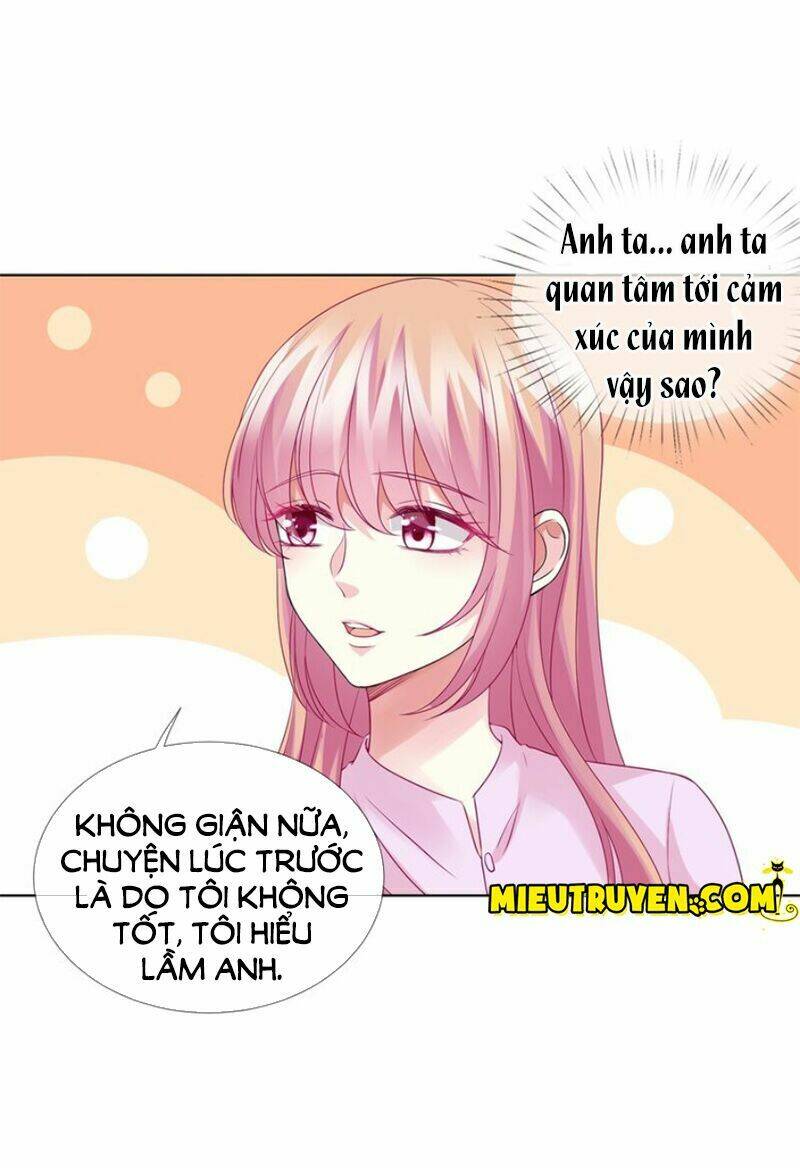 Anh ta... anh ta
quan tâm tới cảm
xúc của mình
vậy sao?
KHÔNG GIẬN NỮA,
CHUYỆN LÚC TRƯỚC
LÀ DO TÔI KHÔNG
TỐT, TÔI HIỂU
LẦM ANH.
MIEUTRUYEN.COM